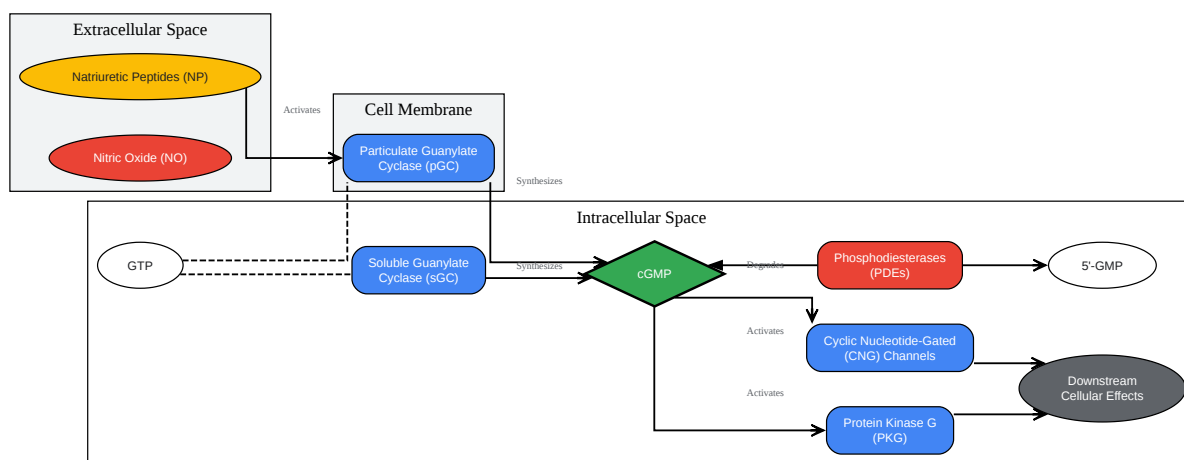 Extracellular Space
Natriuretic Peptides (NP)
Activates
Cell Membrane
Nitric Oxide (NO)
Particulate Guanylate
Cyclase (pGC)
Synthesizes
Intracellular Space
GTP
Soluble Guanylate
Cyclase (sGC)
Synthesizes
cGMP
Degrades
Phosphodiesterases
(PDEs)
5'-GMP
Activates
Cyclic Nucleotide-Gated
(CNG) Channels
Downstream
Cellular Effects
Activates
Protein Kinase G
(PKG)